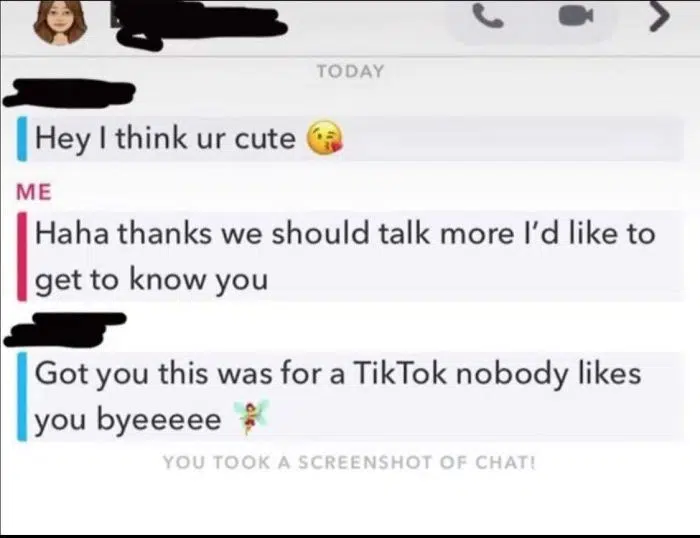 TODAY
Hey I think ur cute 😘
ME
Haha thanks we should talk more I’d like to
get to know you
Got you this was for a TikTok nobody likes
you byeeeee 🧚
YOU TOOK A SCREENSHOT OF CHAT!